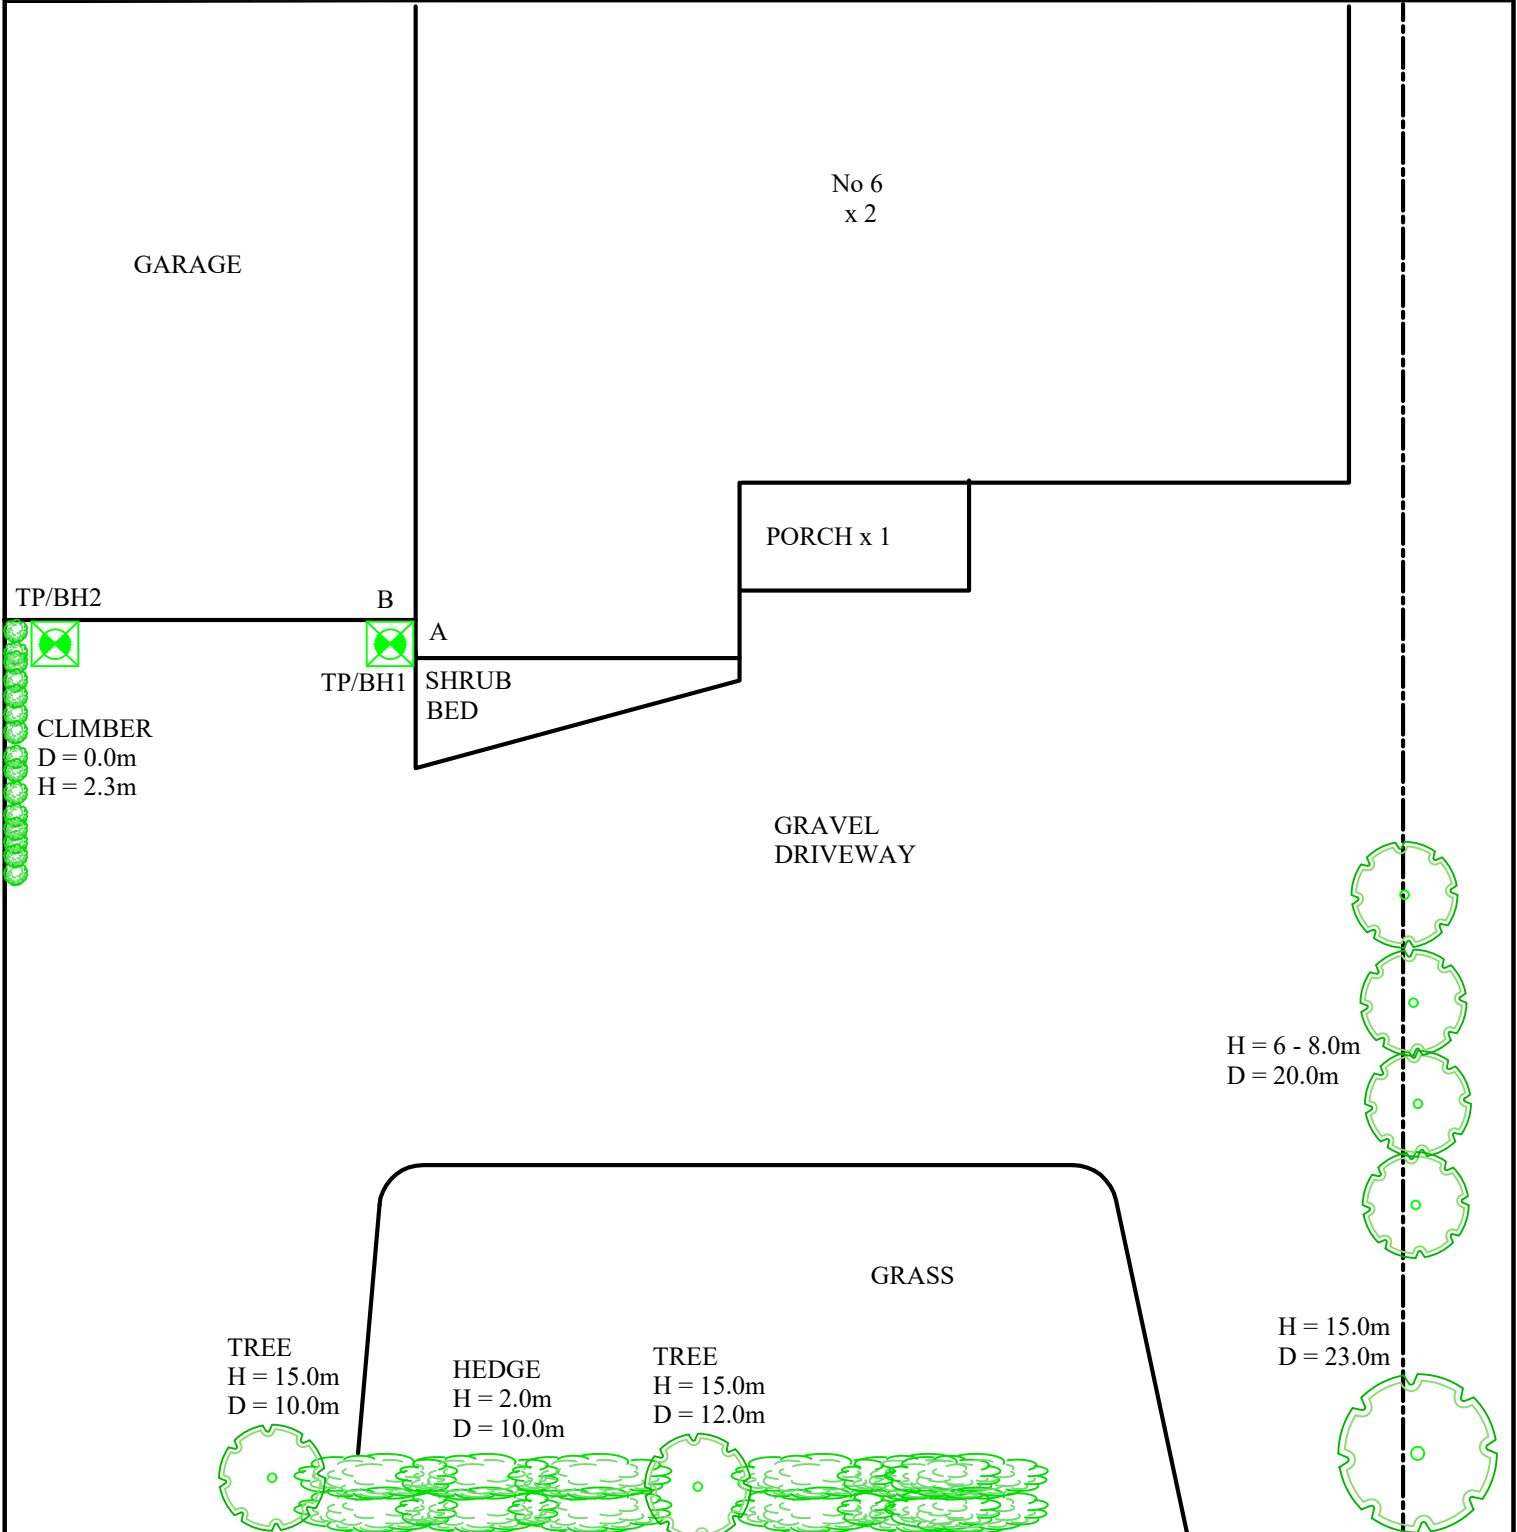 No 6
x 2
GARAGE
PORCH x 1
TP/BH2
B
A
TP/BH1
SHRUB
BED
CLIMBER
D = 0.0m
H = 2.3m
GRAVEL
DRIVEWAY
H = 6 - 8.0m
D = 20.0m
GRASS
H = 15.0m
D = 23.0m
TREE
H = 15.0m
D = 10.0m
HEDGE
H = 2.0m
D = 10.0m
TREE
H = 15.0m
D = 12.0m